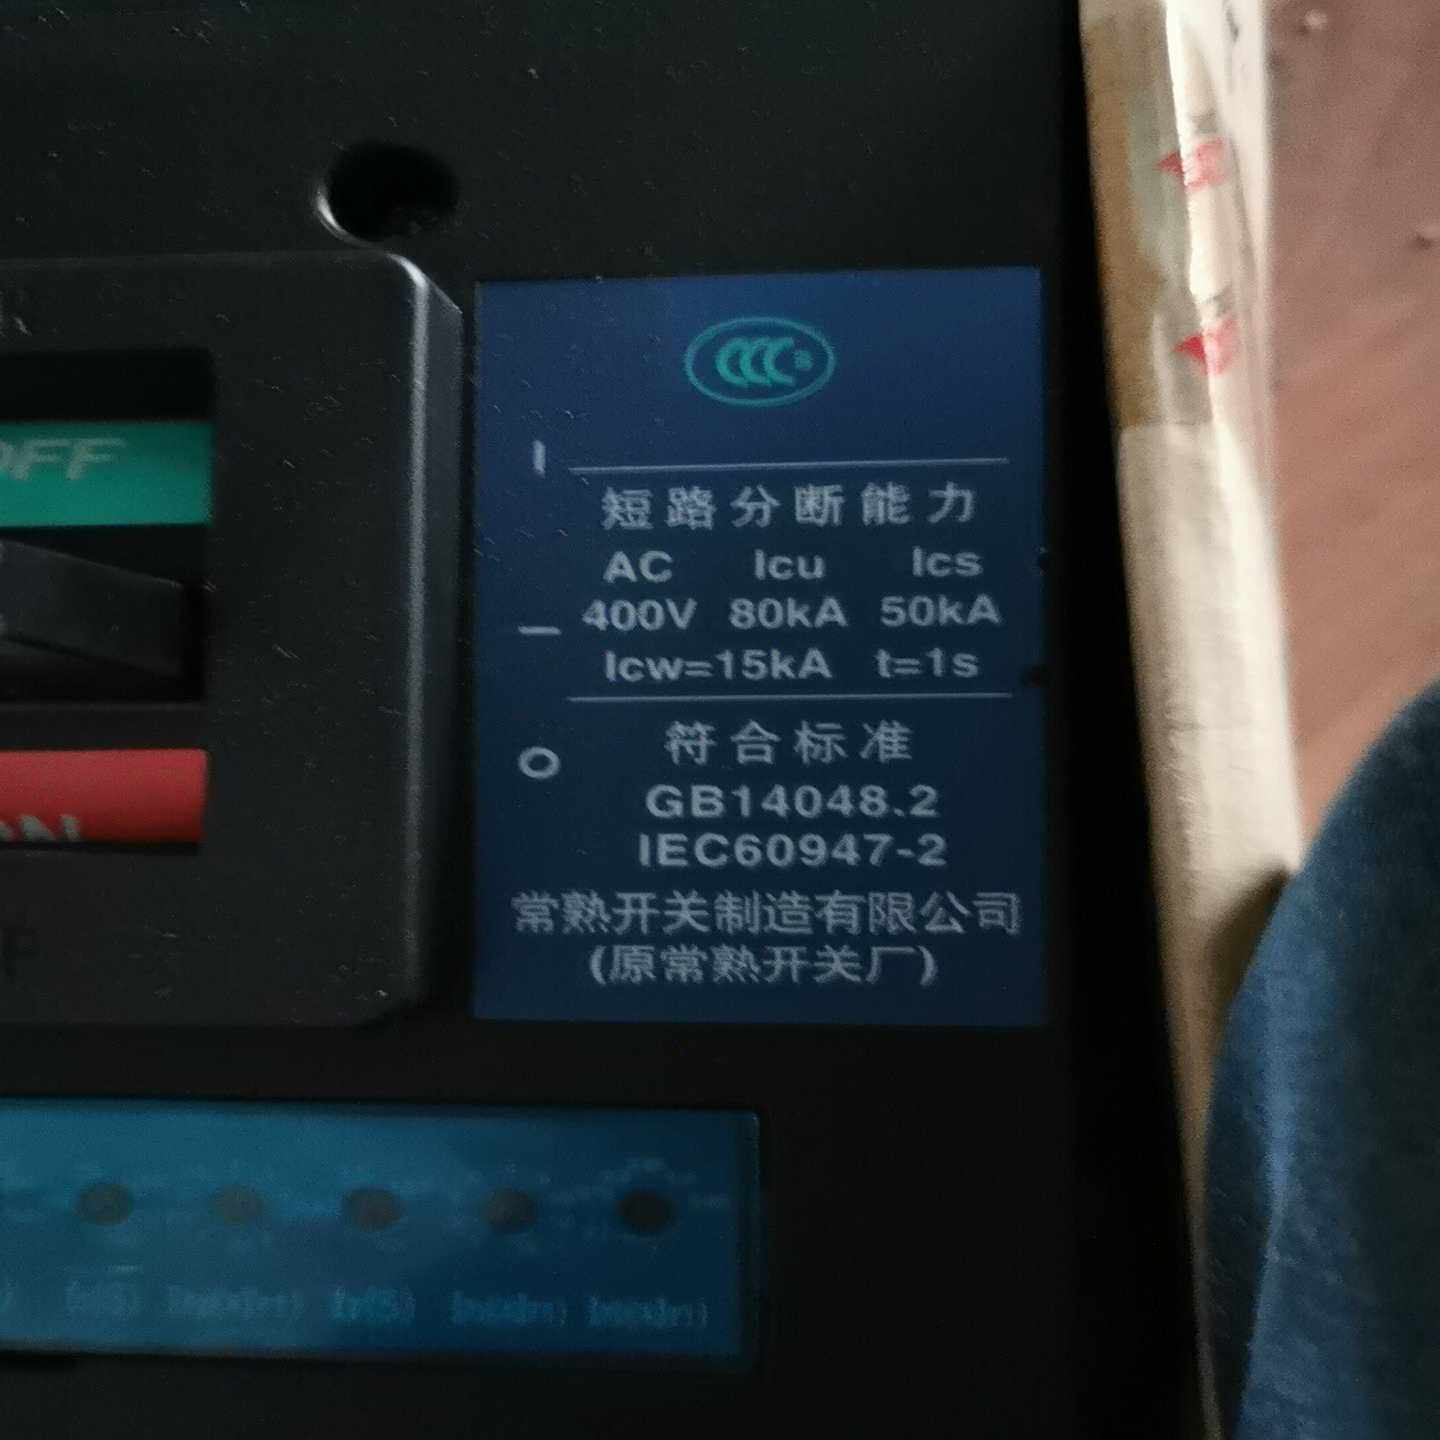 OFF
ON
CCC
I
短路分断能力
AC Icu Ics
400V 80kA 50kA
Icw=15kA t=1s
符合标准
O
GB14048.2
IEC60947-2
常熟开关制造有限公司
(原常熟开关厂)